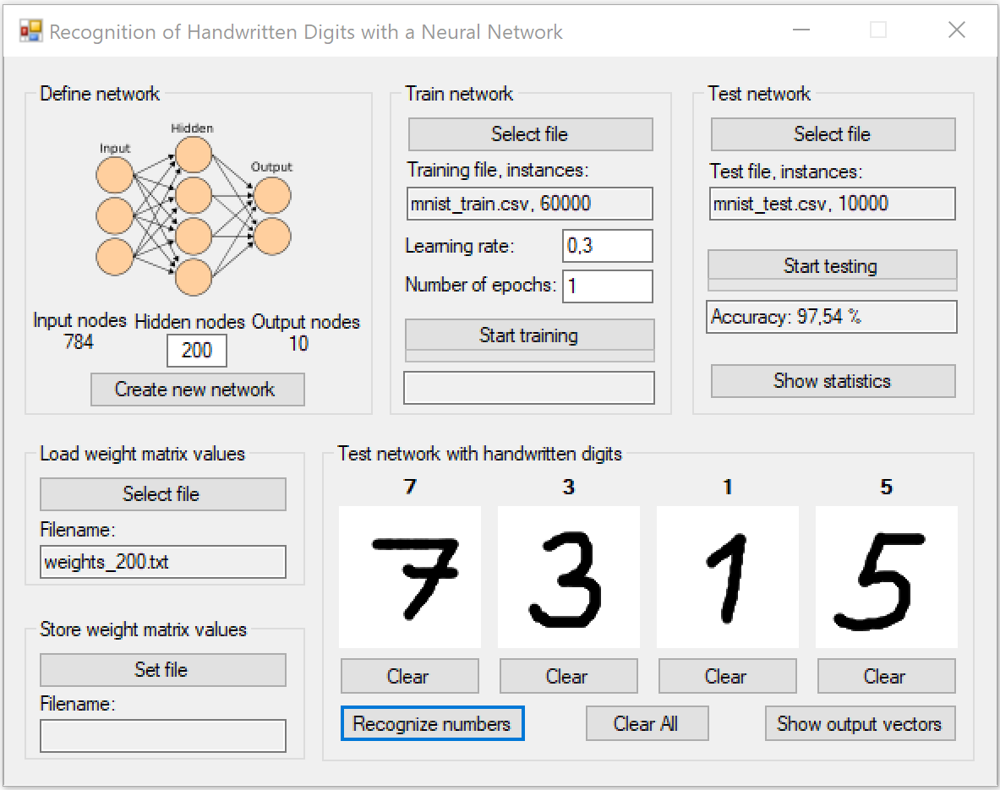 Recognition of Handwritten Digits with a Neural Network
Define network
Hidden
Input
Output
Input nodes Hidden nodes Output nodes
784
200
10
Create new network
Train network
Select file
Training file, instances:
mnist_train.csv, 60000
Learning rate: 0,3
Number of epochs: 1
Start training
Test network
Select file
Test file, instances:
mnist_test.csv, 10000
Start testing
Accuracy: 97,54 %
Show statistics
Load weight matrix values
Select file
Filename:
weights_200.txt
Store weight matrix values
Set file
Filename:
Test network with handwritten digits
7 3 1 5
7 3 1 5
Clear Clear Clear Clear
Recognize numbers Clear All Show output vectors